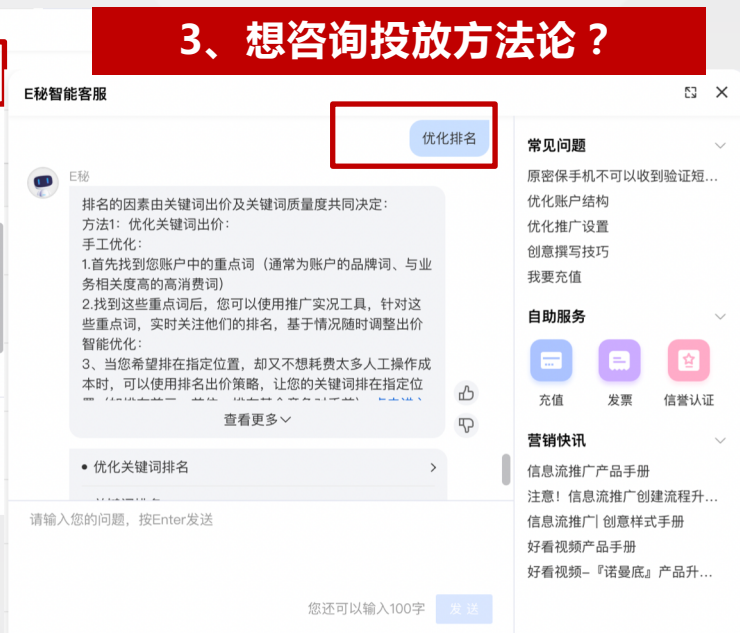 3、想咨询投放方法论？
E秘智能客服
优化排名
E秘
排名的因素由关键词出价及关键词质量度共同决定：
方法1：优化关键词出价：
手工优化：
1.首先找到您账户中的重点词（通常为账户的品牌词、与业
务相关度高的高消费词）
2.找到这些重点词后，您可以使用推广实况工具，针对这
些重点词，实时关注他们的排名，基于情况随时调整出价
智能优化：
3、当您希望排在指定位置，却又不想耗费太多人工操作成
本时，可以使用排名出价策略，让您的关键词排在指定位
查看更多
• 优化关键词排名
请输入您的问题，按Enter发送
您还可以输入100字
发送
常见问题
原密保手机不可以收到验证短...
优化账户结构
优化推广设置
创意撰写技巧
我要充值
自助服务
充值
发票
信誉认证
营销快讯
信息流推广产品手册
注意！信息流推广创建流程升...
信息流推广| 创意样式手册
好看视频产品手册
好看视频-『诺曼底』产品升...